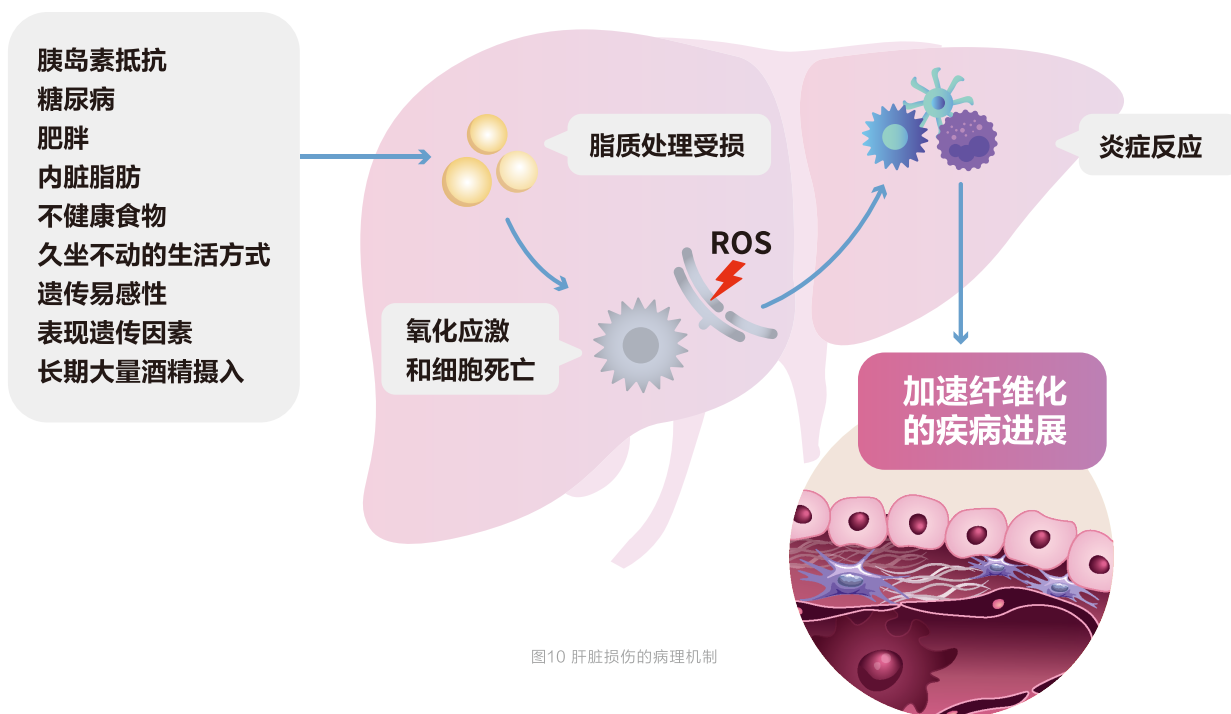 胰岛素抵抗
糖尿病
肥胖
内脏脂肪
不健康食物
久坐不动的生活方式
遗传易感性
表现遗传因素
长期大量酒精摄入
脂质处理受损
炎症反应
ROS
氧化应激
和细胞死亡
加速纤维化
的疾病进展
图10 肝脏损伤的病理机制